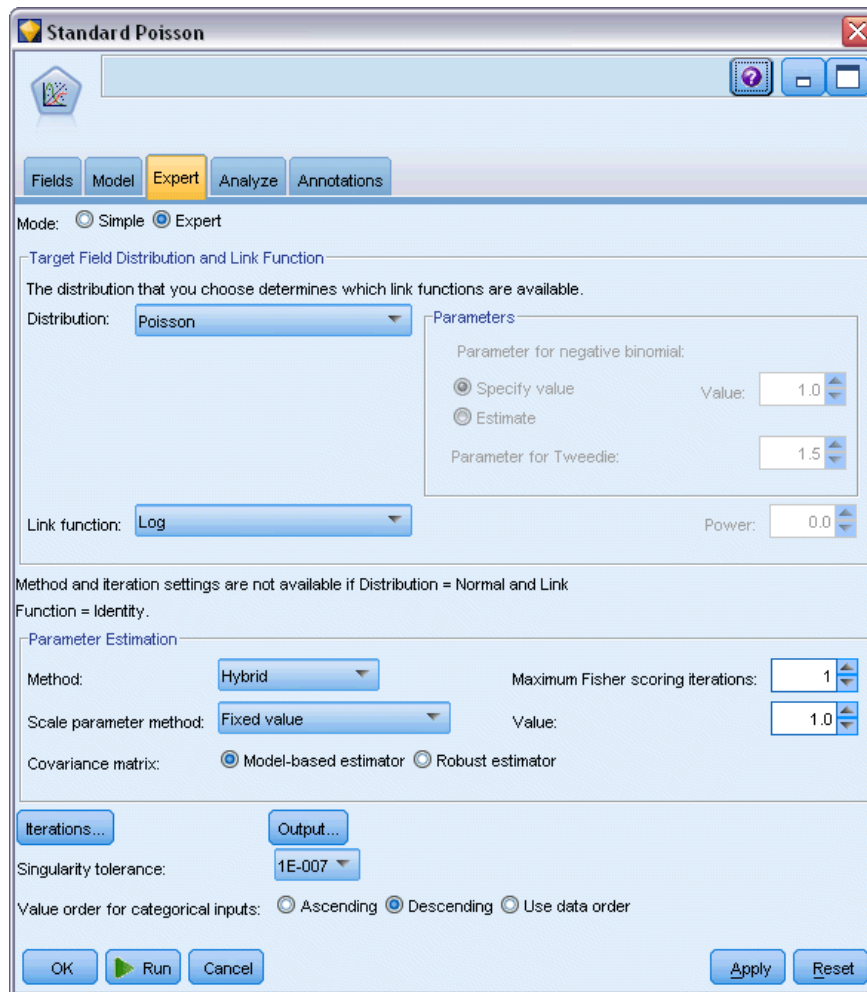 Standard Poisson
Fields Model Expert Analyze Annotations
Mode: Simple Expert
Target Field Distribution and Link Function
The distribution that you choose determines which link functions are available.
Distribution: Poisson
Parameters
Parameter for negative binomial:
Specify value Value: 1.0
Estimate
Parameter for Tweedie: 1.5
Link function: Log Power: 0.0
Method and iteration settings are not available if Distribution = Normal and Link
Function = Identity.
Parameter Estimation
Method: Hybrid Maximum Fisher scoring iterations: 1
Scale parameter method: Fixed value Value: 1.0
Covariance matrix: Model-based estimator Robust estimator
Iterations... Output...
Singularity tolerance: 1E-007
Value order for categorical inputs: Ascending Descending Use data order
OK Run Cancel Apply Reset